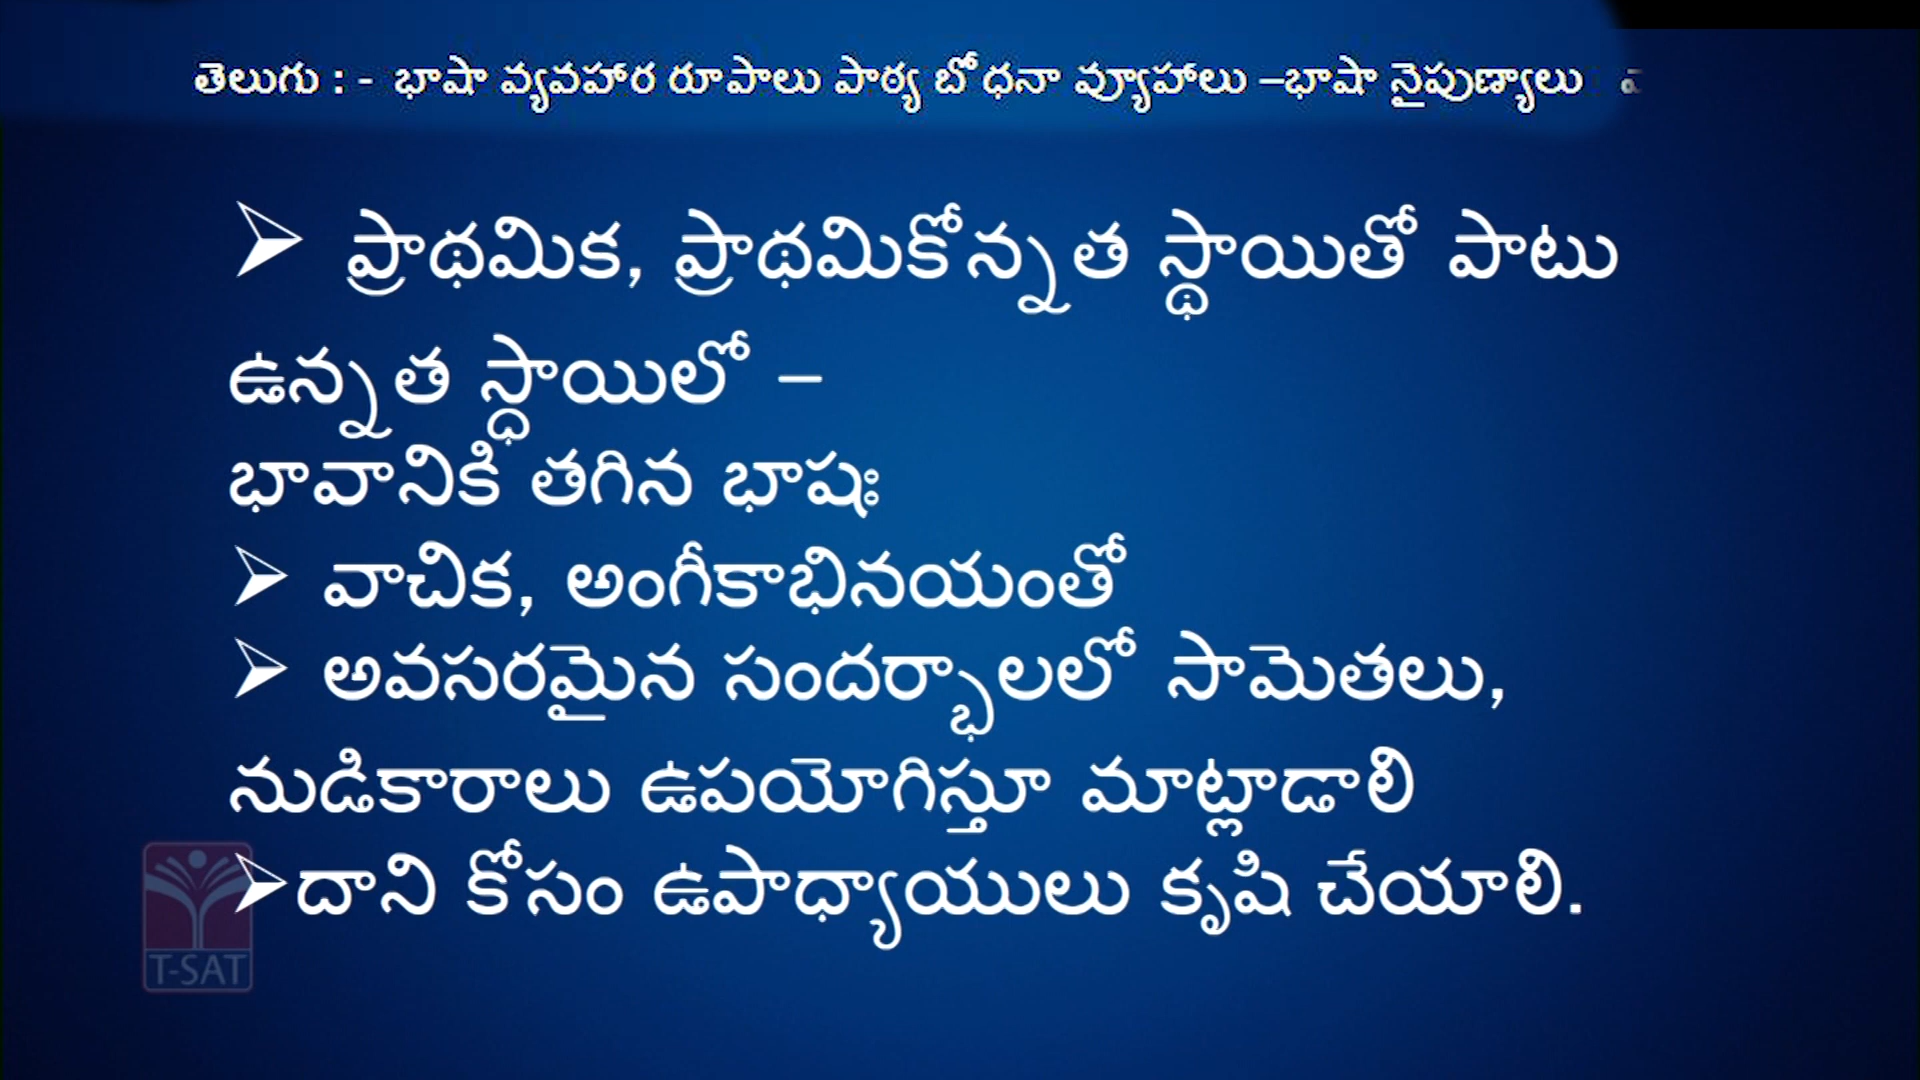 తెలుగు : - భాషా వ్యవహార రూపాలు పాఠ్య బోధనా వ్యూహాలు –భాషా నైపుణ్యాలు
➢ ప్రాథమిక, ప్రాథమికోన్నత స్థాయితో పాటు
ఉన్నత స్ధాయిలో –
భావానికి తగిన భాషః
➢ వాచిక, అంగీకాభినయంతో
➢ అవసరమైన సందర్భాలలో సామెతలు,
నుడికారాలు ఉపయోగిస్తూ మాట్లాడాలి
➢దాని కోసం ఉపాధ్యాయులు కృషి చేయాలి.
T-SAT